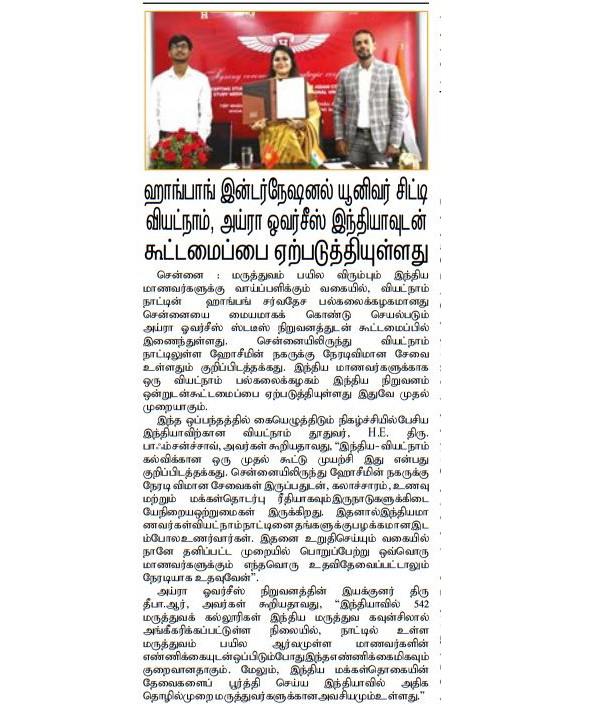 ஹாங்பாங் இன்டர்நேஷனல் யூனிவர் சிட்டி
வியட்நாம், அய்ரா ஒவர்சீஸ் இந்தியாவுடன்
கூட்டமைப்பை ஏற்படுத்தியுள்ளது
சென்னை : மருத்துவம் பயில விரும்பும் இந்திய
மாணவர்களுக்கு வாய்ப்பளிக்கும் வகையில், வியட்நாம்
நாட்டின் ஹாங்பங் சர்வதேச பல்கலைக்கழகமானது
சென்னையை மையமாகக் கொண்டு செயல்படும்
அய்ரா ஓவர்சீஸ் ஸ்டடீஸ் நிறுவனத்துடன் கூட்டமைப்பில்
இணைந்துள்ளது. சென்னையிலிருந்து வியட்நாம்
நாட்டிலுள்ள ஹோசீமின் நகருக்கு நேரடிவிமான சேவை
உள்ளதும் குறிப்பிடத்தக்கது. இந்திய மாணவர்களுக்காக
ஒரு வியட்நாம் பல்கலைக்கழகம் இந்திய நிறுவனம்
ஒன்றுடன்கூட்டமைப்பை ஏற்படுத்தியுள்ளது இதுவே முதல்
முறையாகும்.
இந்த ஒப்பந்தத்தில் கையெழுத்திடும் நிகழ்ச்சியில்பேசிய
இந்தியாவிற்கான வியட்நாம் தூதுவர், H.E. திரு.
பாஃம்சன்ச்சாவ், அவர்கள் கூறியதாவது, “இந்திய- வியட்நாம்
கல்விக்கான ஒரு முதல் கூட்டு முயற்சி இது என்பது
குறிப்பிடத்தக்கது. சென்னையிலிருந்து ஹோசீமின் நகருக்கு
நேரடி விமான சேவைகள் இருப்பதுடன், கலாச்சாரம், உணவு
மற்றும் மக்கள்தொடர்பு ரீதியாகவும்இருநாடுகளுக்கிடை
யேநிறையஒற்றுமைகள் இருக்கிறது. இதனால்இந்தியமா
ணவர்கள்வியட்நாம்நாட்டினைதங்களுக்குபழக்கமானஇட
ம்போலஉணர்வார்கள். இதனை உறுதிசெய்யும் வகையில்
நானே தனிப்பட்ட முறையில் பொறுப்பேற்று ஒவ்வொரு
மாணவர்களுக்கும் எந்தவொரு உதவிதேவைப்பட்டாலும்
நேரடியாக உதவுவேன்”.
அய்ரா ஓவர்சீஸ் நிறுவனத்தின் இயக்குனர் திரு
தீபா.ஆர், அவர்கள் கூறியதாவது, “இந்தியாவில் 542
மருத்துவக் கல்லூரிகள் இந்திய மருத்துவ கவுன்சிலால்
அங்கீகரிக்கப்பட்டுள்ள நிலையில், நாட்டில் உள்ள
மருத்துவம் பயில ஆர்வமுள்ள மாணவர்களின்
எண்ணிக்கையுடன்ஒப்பிடும்போதுஇந்தஎண்ணிக்கைமிகவும்
குறைவானதாகும். மேலும், இந்திய மக்கள்தொகையின்
தேவைகளைப் பூர்த்தி செய்ய இந்தியாவில் அதிக
தொழில்முறை மருத்துவர்களுக்கானஅவசியமும்உள்ளது.”